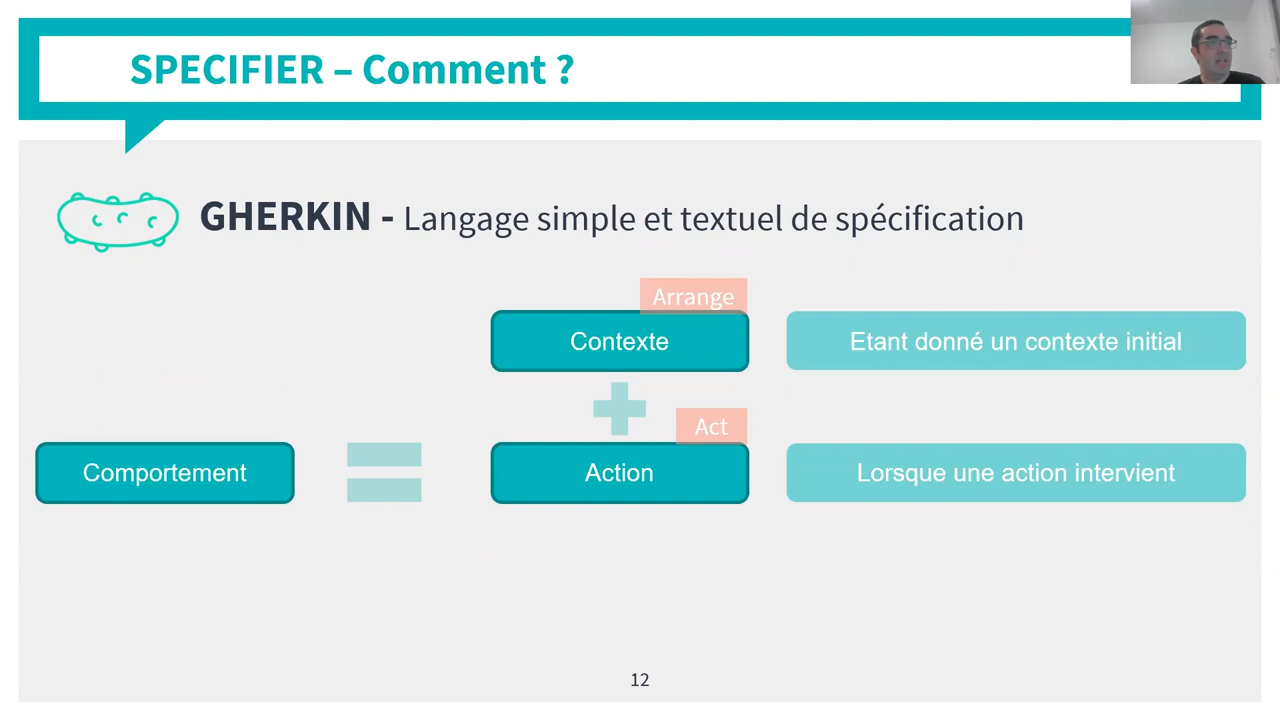 SPECIFIER – Comment ?
GHERKIN - Langage simple et textuel de spécification
Arrange
Contexte
Etant donné un contexte initial
Act
Comportement
Action
Lorsque une action intervient
12